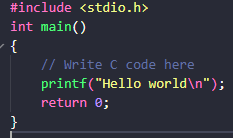 #include <stdio.h>
int main()
{
    // Write C code here
    printf("Hello world\n");
    return 0;
}